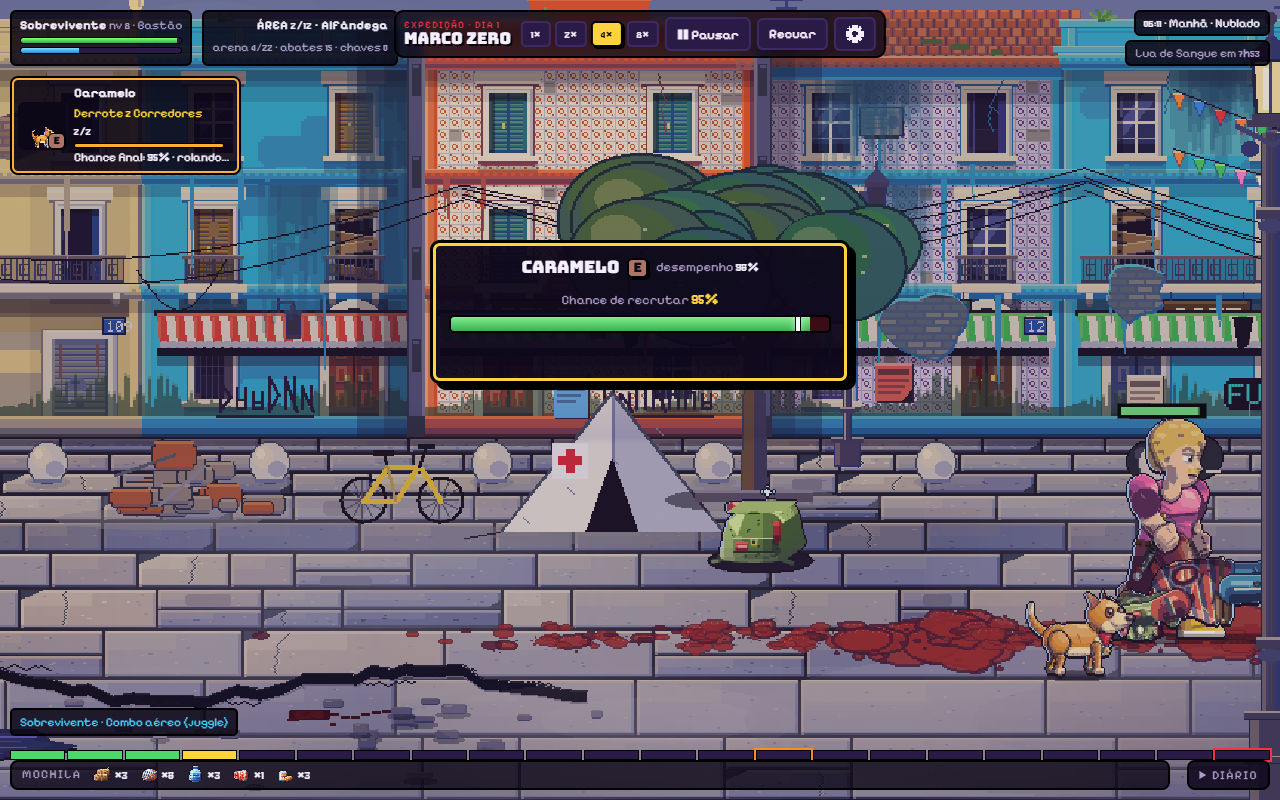 Sobrevivente nv 8 · Gastão
ÁREA 2/12 · Alfândega
arena 4/22 · abates 15 · chaves 0
EXPEDIÇÃO · DIA 1
MARCO ZERO
1×
2×
4×
8×
Pausar
Recuar
05:11 · Manhã · Nublado
Lua de Sangue em 7h53
Caramelo
Derrote 2 Corredores
2/2
E
Chance final: 95% · rolando...
CARAMELO E desempenho 96%
Chance de recrutar 95%
109
12
FU
Sobrevivente · Combo aéreo (Juggle)
MOCHILA ×3 ×8 ×3 ×1 ×3
DIÁRIO